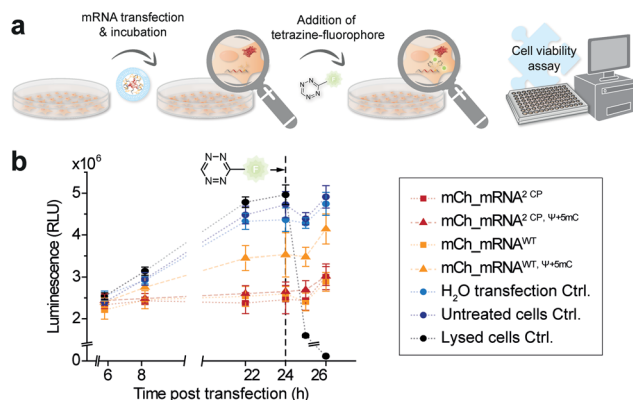 a
mRNA transfection
& incubation
Addition of
tetrazine-fluorophore
N N
N N
F
Cell viability
assay
b
x10⁶
N N
N N
F
5
4
3
2
0
Luminescence (RLU)
6 8 22 24 26
Time post transfection (h)
mCh_mRNA² ᶜᴾ
mCh_mRNA² ᶜᴾ, Ψ+5mC
mCh_mRNAᵂᵀ
mCh_mRNAᵂᵀ, Ψ+5mC
H₂O transfection Ctrl.
Untreated cells Ctrl.
Lysed cells Ctrl.